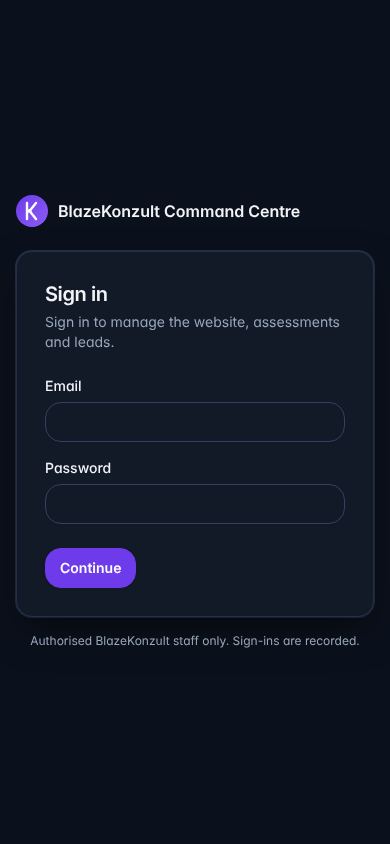 K
BlazeKonzult Command Centre
Sign in
Sign in to manage the website, assessments
and leads.
Email
Password
Continue
Authorised BlazeKonzult staff only. Sign-ins are recorded.